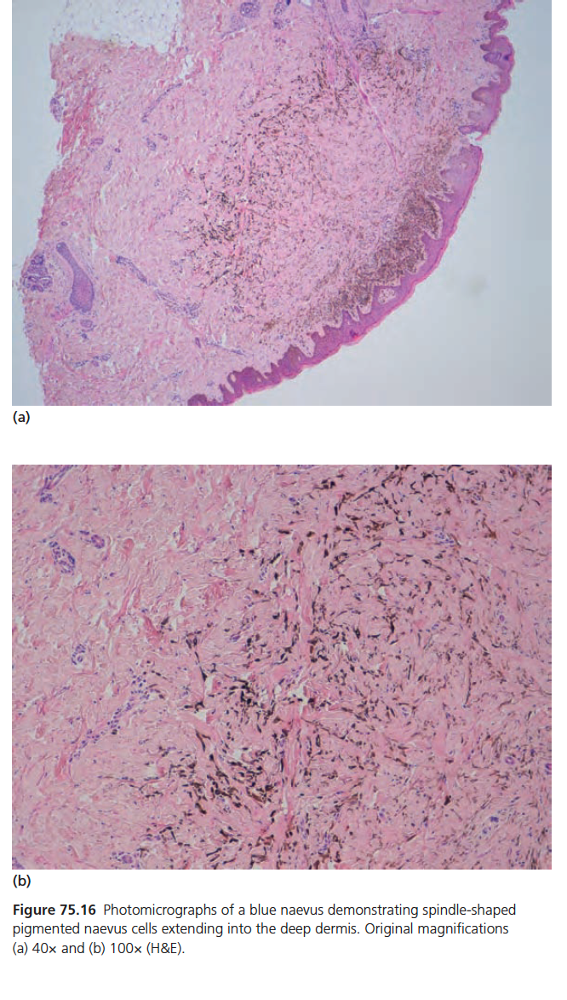 (a)
(b)
Figure 75.16 Photomicrographs of a blue naevus demonstrating spindle-shaped
pigmented naevus cells extending into the deep dermis. Original magnifications
(a) 40× and (b) 100× (H&E).